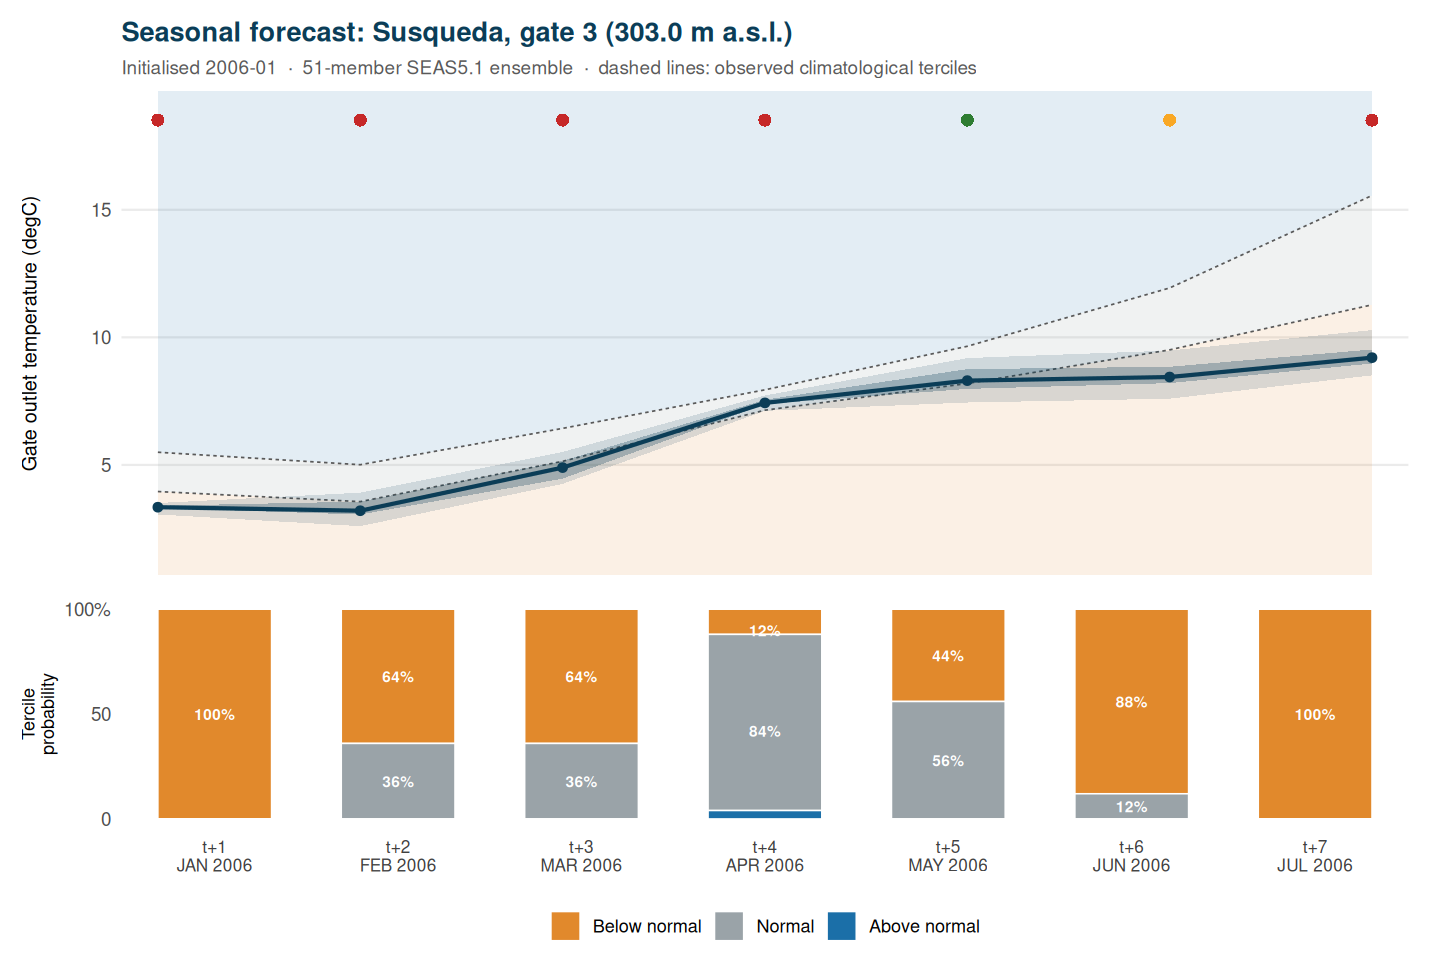 Seasonal forecast: Susqueda, gate 3 (303.0 m a.s.l.)
Initialised 2006-01 · 51-member SEAS5.1 ensemble · dashed lines: observed climatological terciles
Gate outlet temperature (degC)
15
10
5
Tercile
probability
100%
50
0
100%
64%
36%
64%
36%
12%
84%
44%
56%
88%
12%
100%
t+1
JAN 2006
t+2
FEB 2006
t+3
MAR 2006
t+4
APR 2006
t+5
MAY 2006
t+6
JUN 2006
t+7
JUL 2006
Below normal
Normal
Above normal